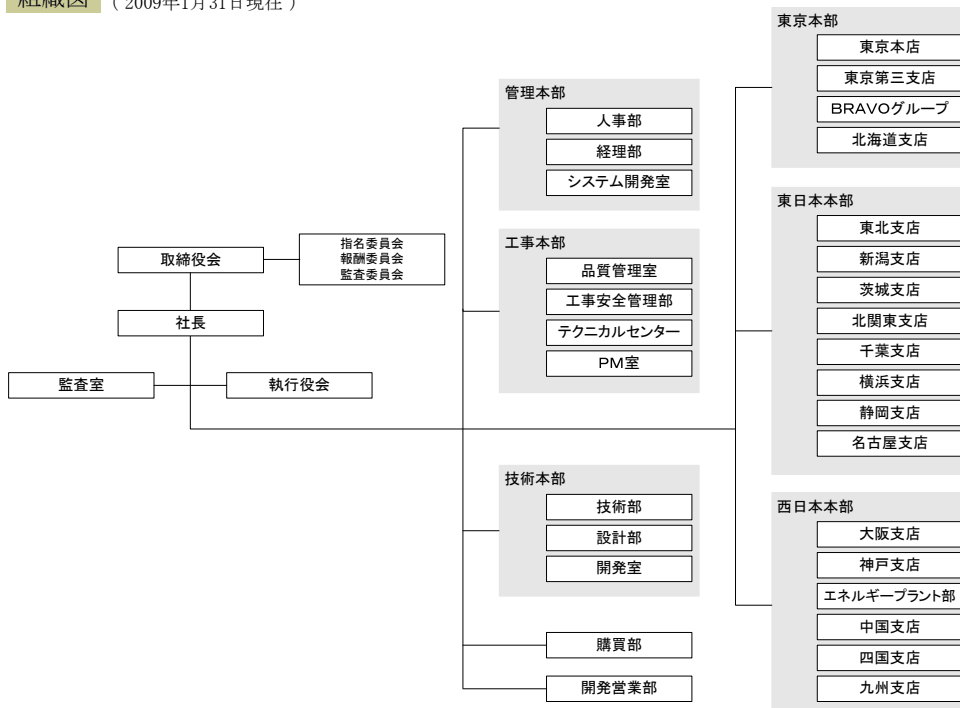 組織図 (2009年1月31日現在)
取締役会
指名委員会
報酬委員会
監査委員会
社長
監査室
執行役会
管理本部
人事部
経理部
システム開発室
工事本部
品質管理室
工事安全管理部
テクニカルセンター
PM室
技術本部
技術部
設計部
開発室
購買部
開発営業部
東京本部
東京本店
東京第三支店
BRAVOグループ
北海道支店
東日本本部
東北支店
新潟支店
茨城支店
北関東支店
千葉支店
横浜支店
静岡支店
名古屋支店
西日本本部
大阪支店
神戸支店
エネルギープラント部
中国支店
四国支店
九州支店